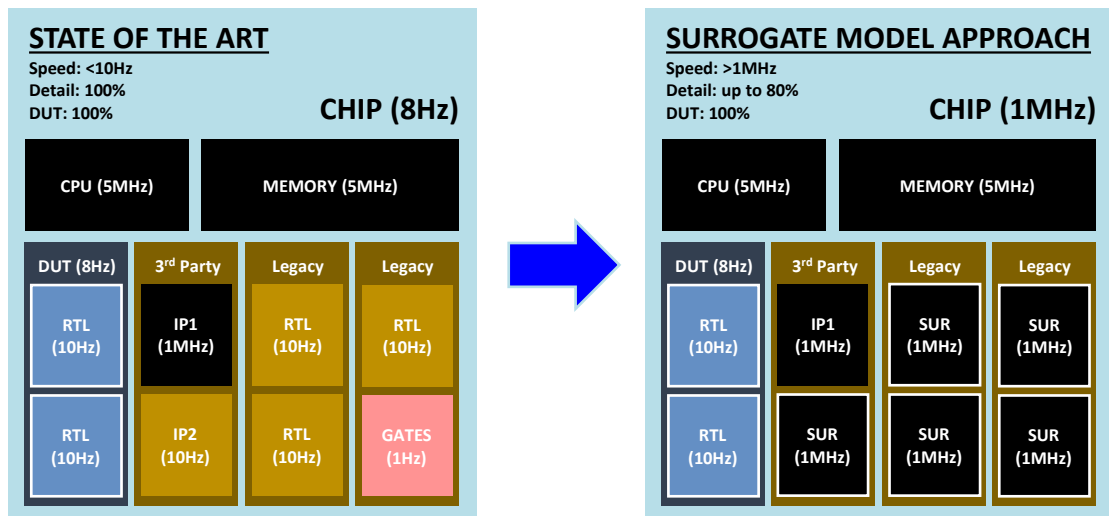 STATE OF THE ART
Speed: <10Hz
Detail: 100%
DUT: 100%
CHIP (8Hz)
CPU (5MHz)
MEMORY (5MHz)
DUT (8Hz)
3rd Party
Legacy
Legacy
RTL
(10Hz)
IP1
(1MHz)
RTL
(10Hz)
RTL
(10Hz)
RTL
(10Hz)
IP2
(10Hz)
RTL
(10Hz)
GATES
(1Hz)
SURROGATE MODEL APPROACH
Speed: >1MHz
Detail: up to 80%
DUT: 100%
CHIP (1MHz)
CPU (5MHz)
MEMORY (5MHz)
DUT (8Hz)
3rd Party
Legacy
Legacy
RTL
(10Hz)
IP1
(1MHz)
SUR
(1MHz)
SUR
(1MHz)
RTL
(10Hz)
SUR
(1MHz)
SUR
(1MHz)
SUR
(1MHz)